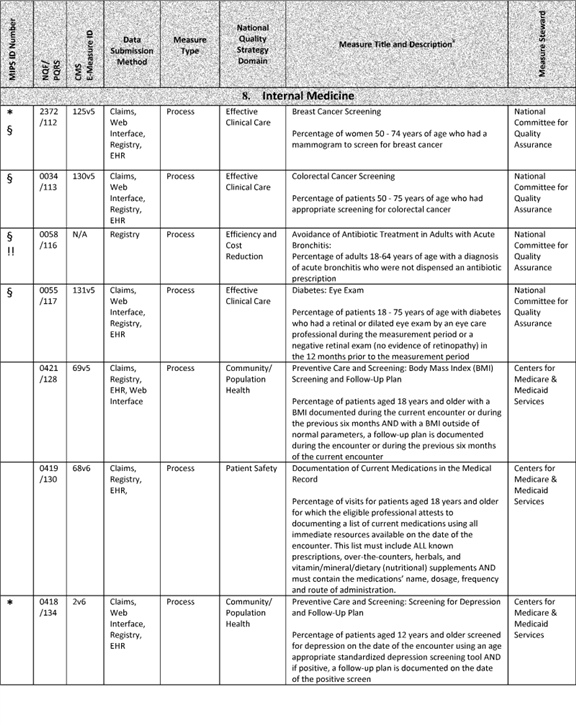 MIPS ID Number
NQF/
PQRS
CMS
E-Measure ID
Data
Submission
Method
Measure
Type
National
Quality
Strategy
Domain
Measure Title and Description¥
Measure Steward
8. Internal Medicine
*
§
2372
/112
125v5
Claims,
Web
Interface,
Registry,
EHR
Process
Effective
Clinical Care
Breast Cancer Screening
Percentage of women 50 - 74 years of age who had a
mammogram to screen for breast cancer
National
Committee for
Quality
Assurance
§
0034
/113
130v5
Claims,
Web
Interface,
Registry,
EHR
Process
Effective
Clinical Care
Colorectal Cancer Screening
Percentage of patients 50 - 75 years of age who had
appropriate screening for colorectal cancer
National
Committee for
Quality
Assurance
§
!!
0058
/116
N/A
Registry
Process
Efficiency and
Cost
Reduction
Avoidance of Antibiotic Treatment in Adults with Acute
Bronchitis:
Percentage of adults 18-64 years of age with a diagnosis
of acute bronchitis who were not dispensed an antibiotic
prescription
National
Committee for
Quality
Assurance
§
0055
/117
131v5
Claims,
Web
Interface,
Registry,
EHR
Process
Effective
Clinical Care
Diabetes: Eye Exam
Percentage of patients 18 - 75 years of age with diabetes
who had a retinal or dilated eye exam by an eye care
professional during the measurement period or a
negative retinal exam (no evidence of retinopathy) in
the 12 months prior to the measurement period
National
Committee for
Quality
Assurance
0421
/128
69v5
Claims,
Registry,
EHR, Web
Interface
Process
Community/
Population
Health
Preventive Care and Screening: Body Mass Index (BMI)
Screening and Follow-Up Plan
Percentage of patients aged 18 years and older with a
BMI documented during the current encounter or during
the previous six months AND with a BMI outside of
normal parameters, a follow-up plan is documented
during the encounter or during the previous six months
of the current encounter
Centers for
Medicare &
Medicaid
Services
0419
/130
68v6
Claims,
Registry,
EHR,
Process
Patient Safety
Documentation of Current Medications in the Medical
Record
Percentage of visits for patients aged 18 years and older
for which the eligible professional attests to
documenting a list of current medications using all
immediate resources available on the date of the
encounter. This list must include ALL known
prescriptions, over-the-counters, herbals, and
vitamin/mineral/dietary (nutritional) supplements AND
must contain the medications' name, dosage, frequency
and route of administration.
Centers for
Medicare &
Medicaid
Services
*
0418
/134
2v6
Claims,
Web
Interface,
Registry,
EHR
Process
Community/
Population
Health
Preventive Care and Screening: Screening for Depression
and Follow-Up Plan
Percentage of patients aged 12 years and older screened
for depression on the date of the encounter using an age
appropriate standardized depression screening tool AND
if positive, a follow-up plan is documented on the date
of the positive screen
Centers for
Medicare &
Medicaid
Services